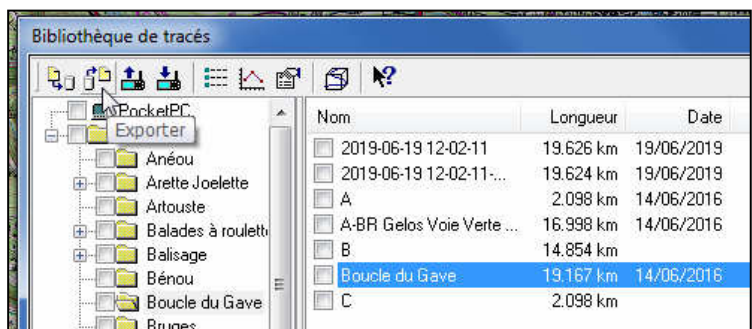 Bibliothèque de tracés
PocketPC
Exporter
Anéou
Arette Joelette
Artouste
Balades à roulett
Balisage
Bénou
Boucle du Gave
Bruges
Nom Longueur Date
2019-06-19 12-02-11 19.626 km 19/06/2019
2019-06-19 12-02-11-... 19.624 km 19/06/2019
A 2.098 km 14/06/2016
A-BR Gelos Voie Verte ... 16.998 km 14/06/2016
B 14.854 km
Boucle du Gave 19.167 km 14/06/2016
C 2.098 km